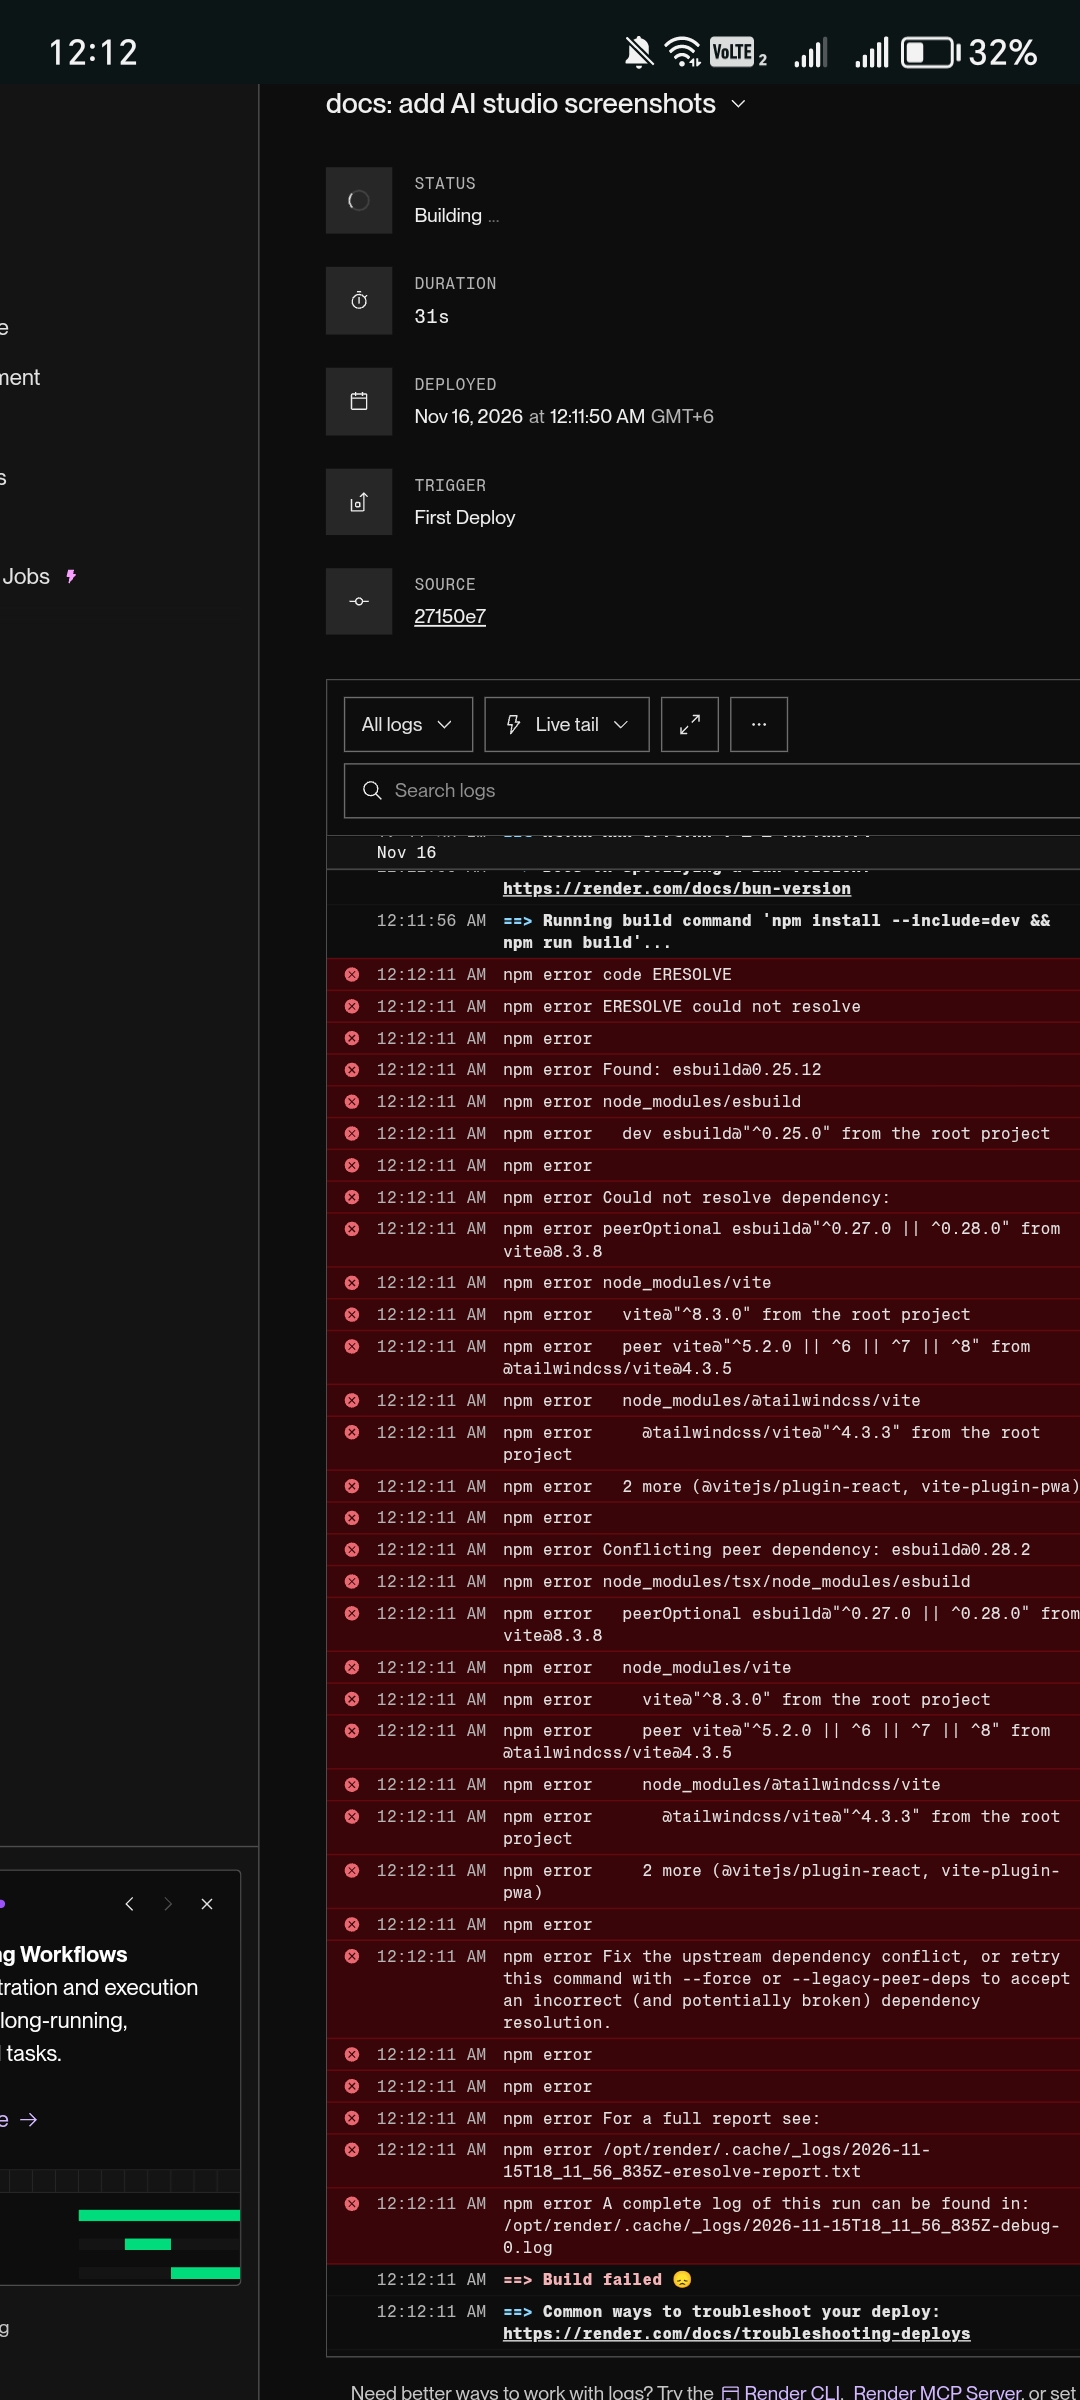 12:12
VoLTE 2
32%
docs: add AI studio screenshots
STATUS
Building ...
DURATION
31s
e
ment
DEPLOYED
Nov 16, 2026 at 12:11:50 AM GMT+6
s
TRIGGER
First Deploy
Jobs
SOURCE
27150e7
All logs
Live tail
...
Search logs
Nov 16
https://render.com/docs/bun-version
12:11:56 AM ==> Running build command 'npm install --include=dev &&
npm run build'...
12:12:11 AM npm error code ERESOLVE
12:12:11 AM npm error ERESOLVE could not resolve
12:12:11 AM npm error
12:12:11 AM npm error Found: esbuild@0.25.12
12:12:11 AM npm error node_modules/esbuild
12:12:11 AM npm error   dev esbuild@"^0.25.0" from the root project
12:12:11 AM npm error
12:12:11 AM npm error Could not resolve dependency:
12:12:11 AM npm error peerOptional esbuild@"^0.27.0 || ^0.28.0" from
vite@8.3.8
12:12:11 AM npm error node_modules/vite
12:12:11 AM npm error   vite@"^8.3.0" from the root project
12:12:11 AM npm error   peer vite@"^5.2.0 || ^6 || ^7 || ^8" from
@tailwindcss/vite@4.3.5
12:12:11 AM npm error   node_modules/@tailwindcss/vite
12:12:11 AM npm error     @tailwindcss/vite@"^4.3.3" from the root
project
12:12:11 AM npm error   2 more (@vitejs/plugin-react, vite-plugin-pwa)
12:12:11 AM npm error
12:12:11 AM npm error Conflicting peer dependency: esbuild@0.28.2
12:12:11 AM npm error node_modules/tsx/node_modules/esbuild
12:12:11 AM npm error   peerOptional esbuild@"^0.27.0 || ^0.28.0" from
vite@8.3.8
12:12:11 AM npm error   node_modules/vite
12:12:11 AM npm error     vite@"^8.3.0" from the root project
12:12:11 AM npm error     peer vite@"^5.2.0 || ^6 || ^7 || ^8" from
@tailwindcss/vite@4.3.5
12:12:11 AM npm error     node_modules/@tailwindcss/vite
12:12:11 AM npm error       @tailwindcss/vite@"^4.3.3" from the root
project
12:12:11 AM npm error     2 more (@vitejs/plugin-react, vite-plugin-
pwa)
12:12:11 AM npm error
12:12:11 AM npm error Fix the upstream dependency conflict, or retry
this command with --force or --legacy-peer-deps to accept
an incorrect (and potentially broken) dependency
resolution.
12:12:11 AM npm error
12:12:11 AM npm error
12:12:11 AM npm error For a full report see:
12:12:11 AM npm error /opt/render/.cache/_logs/2026-11-
15T18_11_56_835Z-eresolve-report.txt
12:12:11 AM npm error A complete log of this run can be found in:
/opt/render/.cache/_logs/2026-11-15T18_11_56_835Z-debug-
0.log
12:12:11 AM ==> Build failed 😞
12:12:11 AM ==> Common ways to troubleshoot your deploy:
https://render.com/docs/troubleshooting-deploys
ng Workflows
tration and execution
long-running,
tasks.
e →
g
Need better ways to work with logs? Try the Render CLI, Render MCP Server, or set